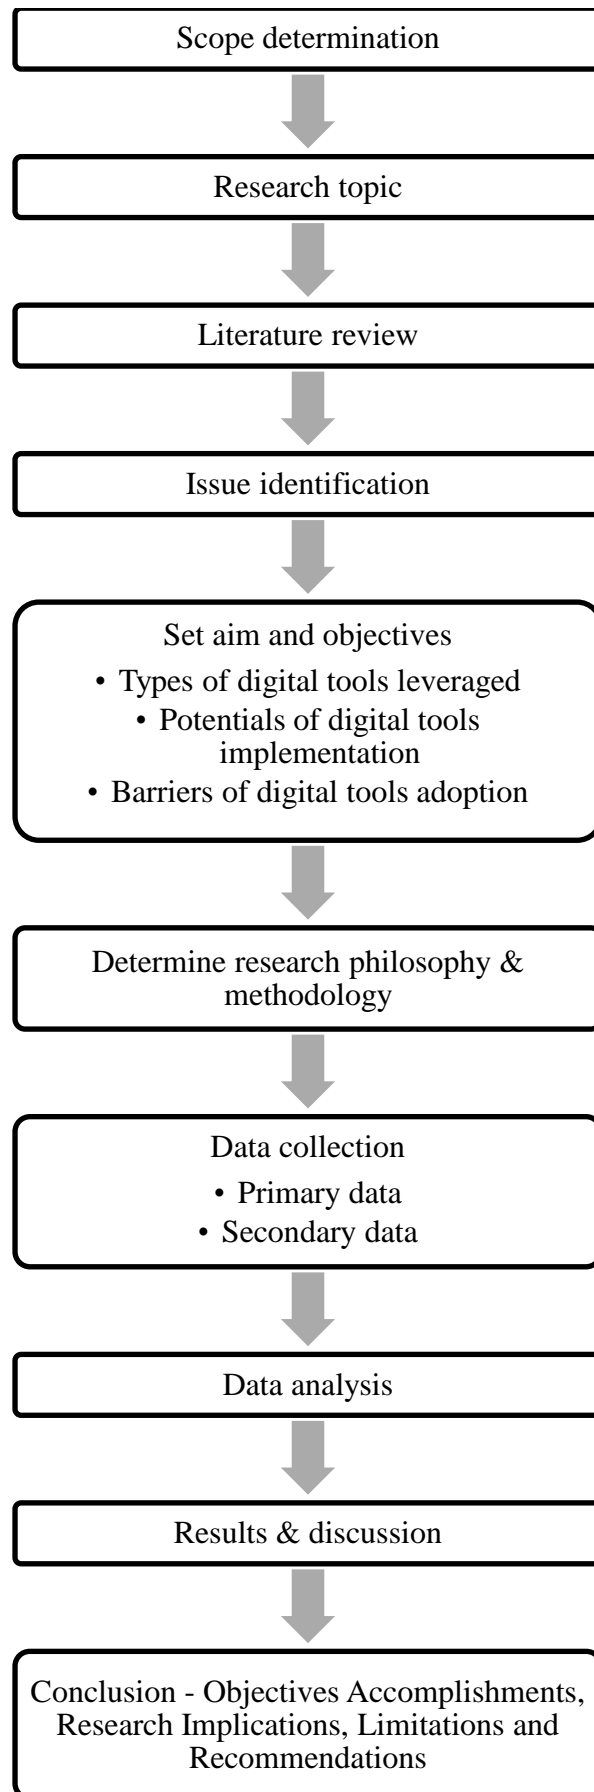 Scope determination
Research topic
Literature review
Issue identification
Set aim and objectives
• Types of digital tools leveraged
• Potentials of digital tools
implementation
• Barriers of digital tools adoption
Determine research philosophy &
methodology
Data collection
• Primary data
• Secondary data
Data analysis
Results & discussion
Conclusion - Objectives Accomplishments,
Research Implications, Limitations and
Recommendations